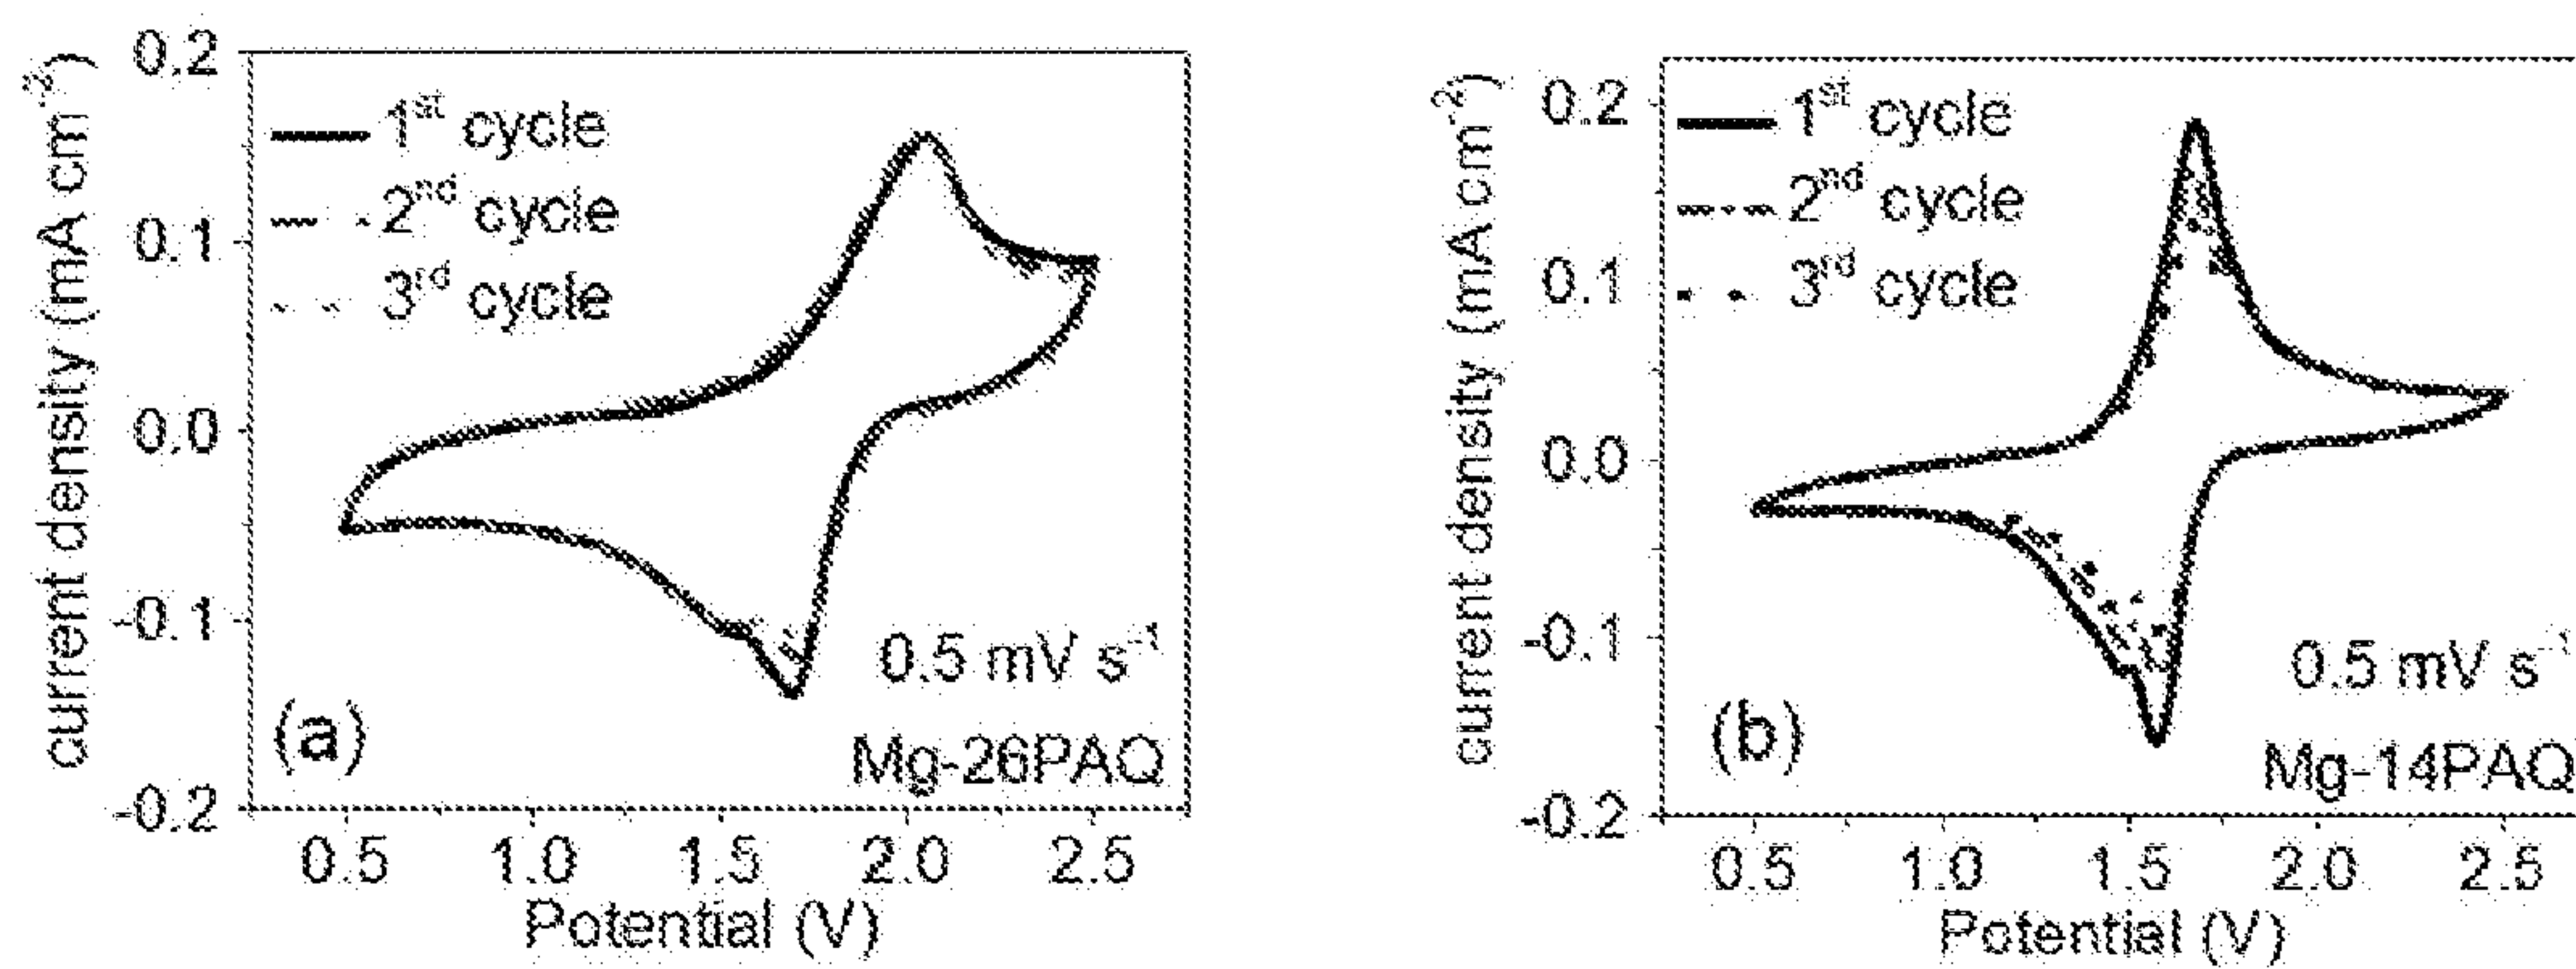 current density (mA cm⁻²)
0.2
0.1
0.0
-0.1
-0.2
1ˢᵗ cycle
2ⁿᵈ cycle
3ʳᵈ cycle
0.5 mV s⁻¹
(a)
Mg-26PAQ
0.5 1.0 1.5 2.0 2.5
Potential (V)
current density (mA cm⁻²)
0.2
0.1
0.0
-0.1
-0.2
1ˢᵗ cycle
2ⁿᵈ cycle
3ʳᵈ cycle
0.5 mV s⁻¹
(b)
Mg-14PAQ
0.5 1.0 1.5 2.0 2.5
Potential (V)